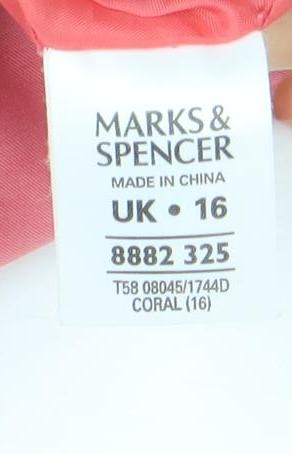 MARKS &
SPENCER
MADE IN CHINA
UK • 16
8882 325
T58 08045/1744D
CORAL (16)